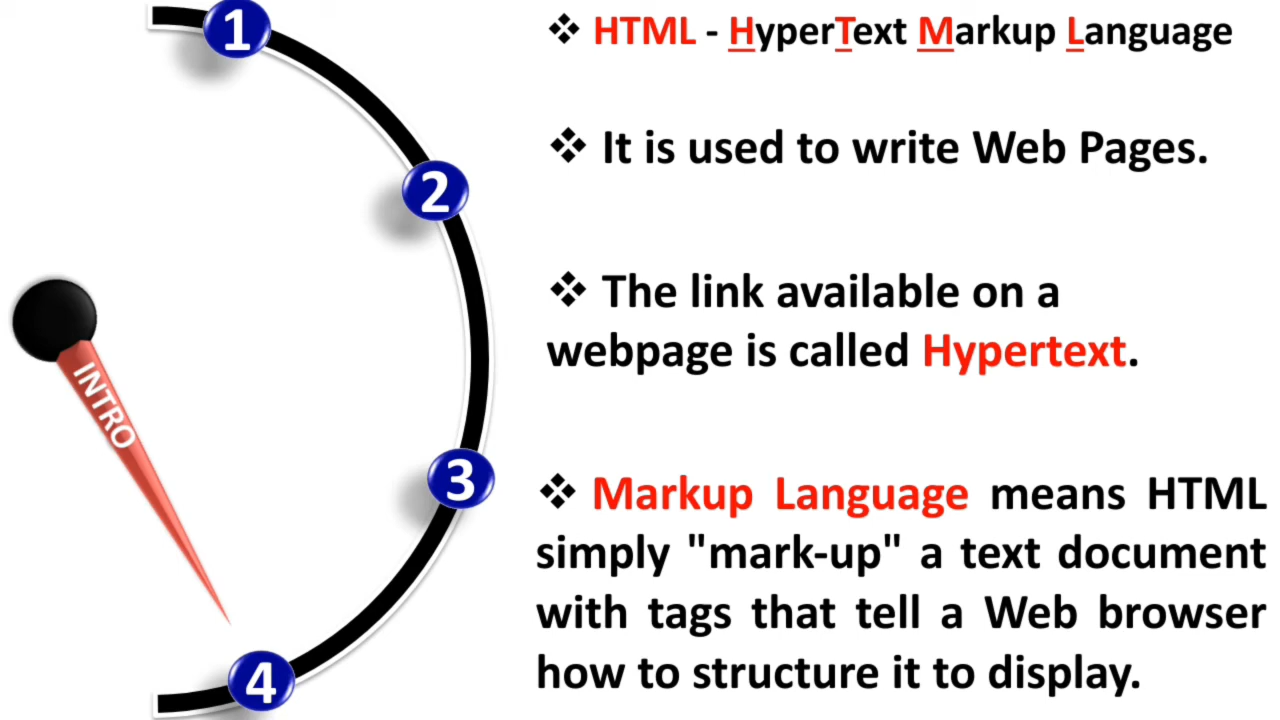 1
❖ HTML - HyperText Markup Language
2
❖ It is used to write Web Pages.
❖ The link available on a
webpage is called Hypertext.
INTRO
3
❖ Markup Language means HTML
simply "mark-up" a text document
with tags that tell a Web browser
how to structure it to display.
4